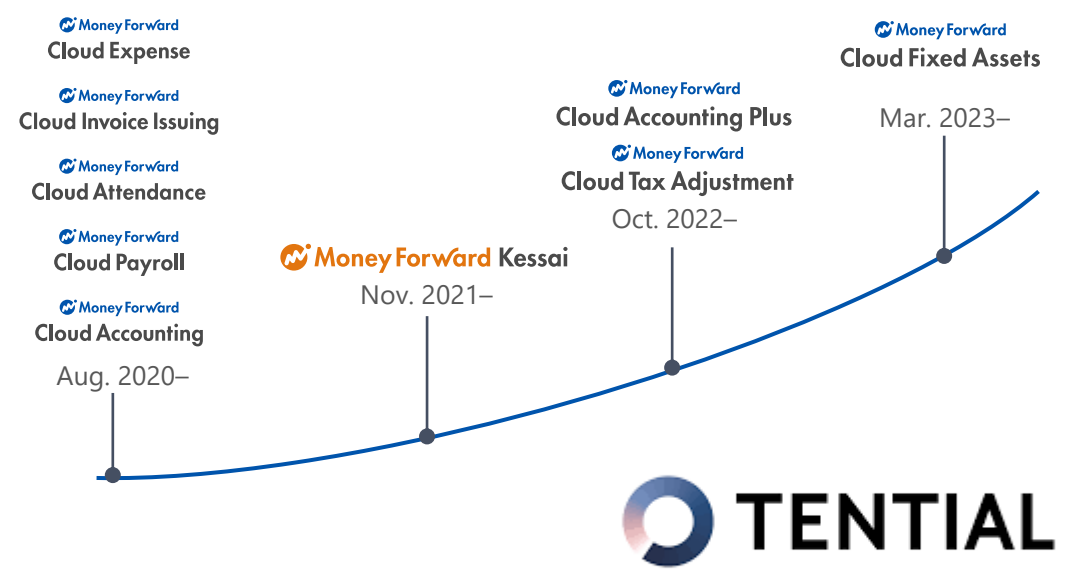 Money Forward
Cloud Expense
Money Forward
Cloud Invoice Issuing
Money Forward
Cloud Attendance
Money Forward
Cloud Payroll
Money Forward
Cloud Accounting
Aug. 2020–
Money Forward Kessai
Nov. 2021–
Money Forward
Cloud Accounting Plus
Money Forward
Cloud Tax Adjustment
Oct. 2022–
Money Forward
Cloud Fixed Assets
Mar. 2023–
TENTIAL